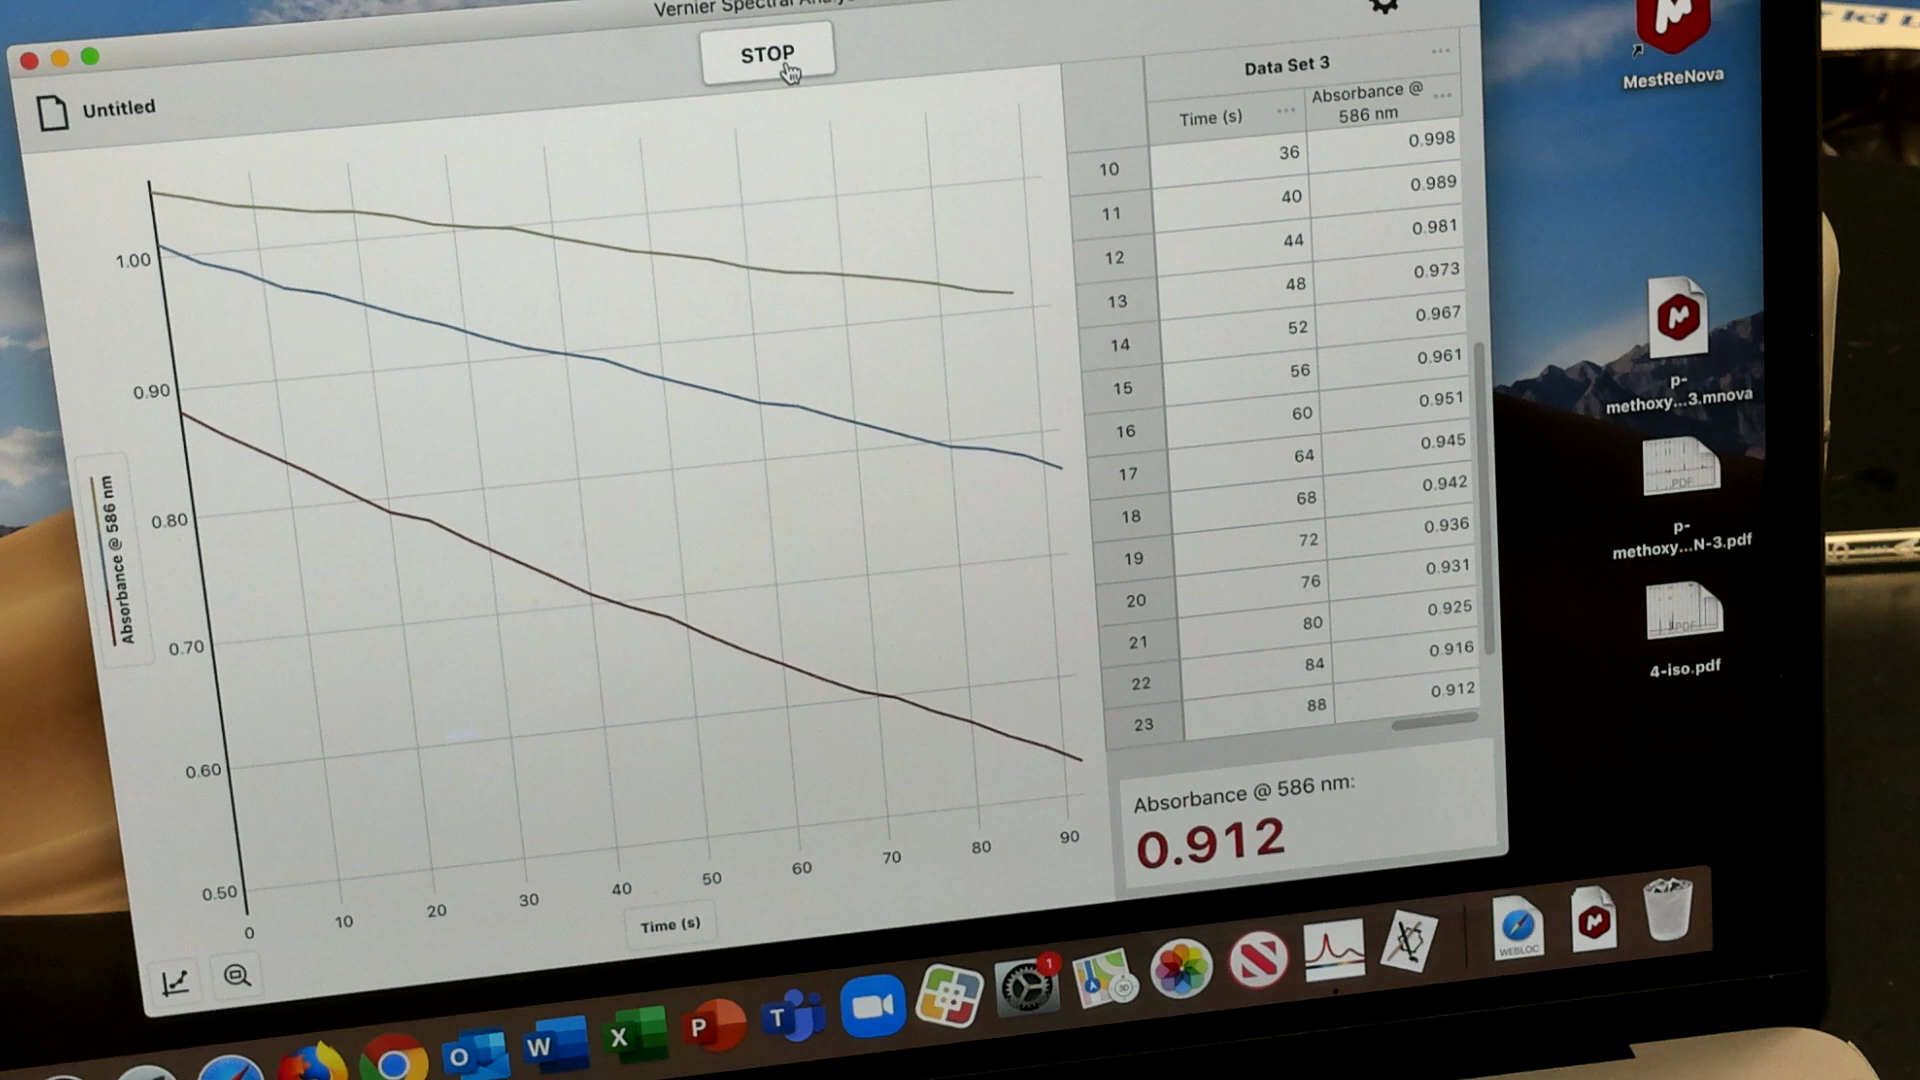 Vernier Spectral
STOP
Untitled
Data Set 3
Time (s)
Absorbance @
586 nm
10 36 0.998
11 40 0.989
12 44 0.981
13 48 0.973
14 52 0.967
15 56 0.961
16 60 0.951
17 64 0.945
18 68 0.942
19 72 0.936
20 76 0.931
21 80 0.925
22 84 0.916
23 88 0.912
Absorbance @ 586 nm:
0.912
Absorbance @ 586 nm
1.00
0.90
0.80
0.70
0.60
0.50
0 10 20 30 40 50 60 70 80 90
Time (s)
MestReNova
p-
methoxy...3.mnova
PDF
p-
methoxy...N-3.pdf
PDF
4-iso.pdf
O
W
X
P
T
1
3D
WEBLOC